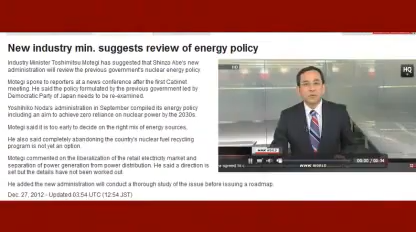 New industry min. suggests review of energy policy
Industry Minister Toshimitsu Motegi has suggested that Shinzo Abe's new
administration will review the previous government's nuclear energy policy.
Motegi spoke to reporters at a news conference after the first Cabinet
meeting. He said the policy formulated by the previous government led by
Democratic Party of Japan needs to be re-examined.
Yoshihiko Noda's administration in September compiled its energy policy
including an aim to achieve zero reliance on nuclear power by the 2030s.
Motegi said it is too early to decide on the right mix of energy sources,
He also said completely abandoning the country's nuclear fuel recycling
program is not yet an option.
Motegi commented on the liberalization of the retail electricity market and
separation of power generation from power distribution. He said a direction is
set but the details have not been worked out.
He added the new administration will conduct a thorough study of the issue before issuing a roadmap.
Dec. 27, 2012 - Updated 03:54 UTC (12:54 JST)
HQ